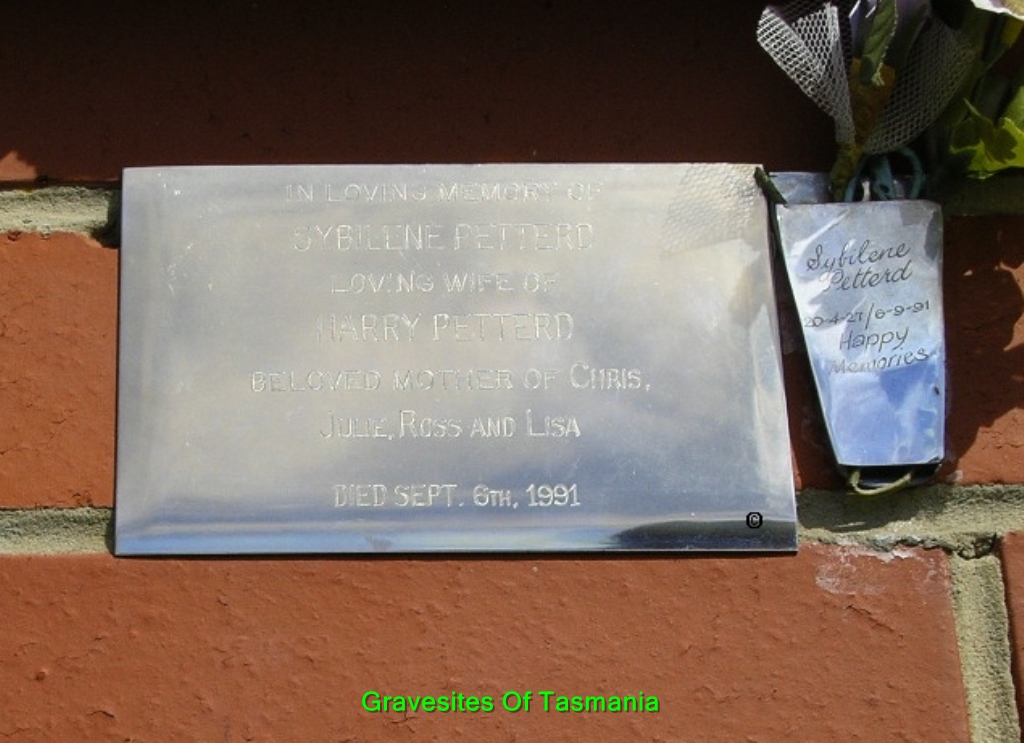 IN LOVING MEMORY OF
SYBILENE PETTERD
LOVING WIFE OF
HARRY PETTERD
BELOVED MOTHER OF CHRIS,
JULIE, ROSS AND LISA
DIED SEPT. 6TH, 1991
©
Sybilene
Petterd
20-4-27/6-9-91
Happy
Memories
Gravesites Of Tasmania